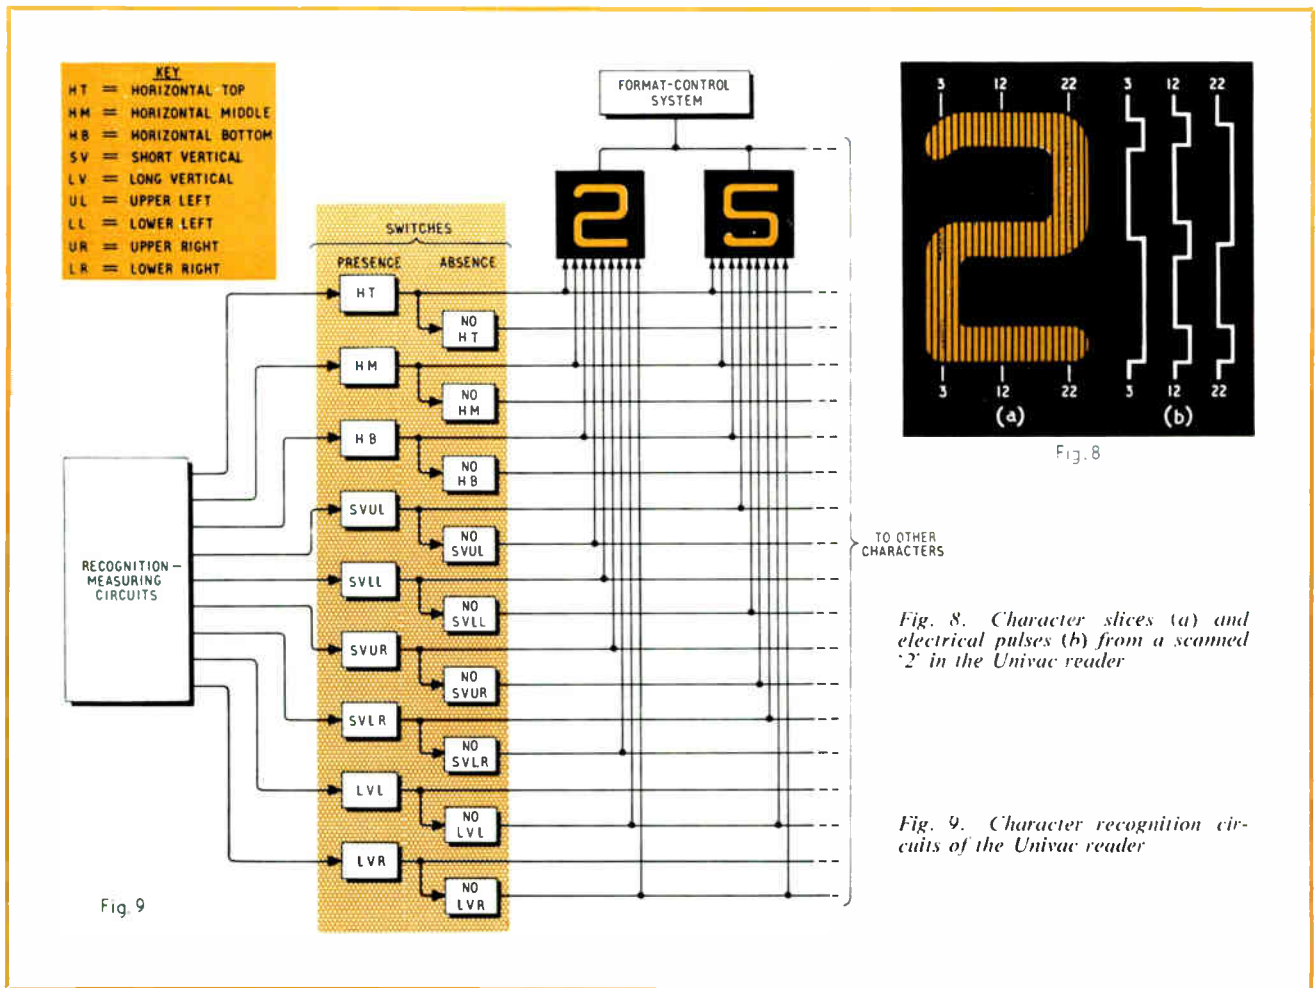 KEY
HT = HORIZONTAL TOP
HM = HORIZONTAL MIDDLE
HB = HORIZONTAL BOTTOM
SV = SHORT VERTICAL
LV = LONG VERTICAL
UL = UPPER LEFT
LL = LOWER LEFT
UR = UPPER RIGHT
LR = LOWER RIGHT
FORMAT-CONTROL
SYSTEM
2 5
SWITCHES
PRESENCE ABSENCE
HT
NO
HT
HM
NO
HM
HB
NO
HB
SVUL
NO
SVUL
SVLL
NO
SVLL
SVUR
NO
SVUR
SVLR
NO
SVLR
LVL
NO
LVL
LVR
NO
LVR
RECOGNITION-
MEASURING
CIRCUITS
TO OTHER
CHARACTERS
Fig. 9
3 12 22 3 12 22
2
3 12 22 3 12 22
(a) (b)
Fig. 8
Fig. 8. Character slices (a) and
electrical pulses (b) from a scanned
'2' in the Univac reader
Fig. 9. Character recognition cir-
cuits of the Univac reader